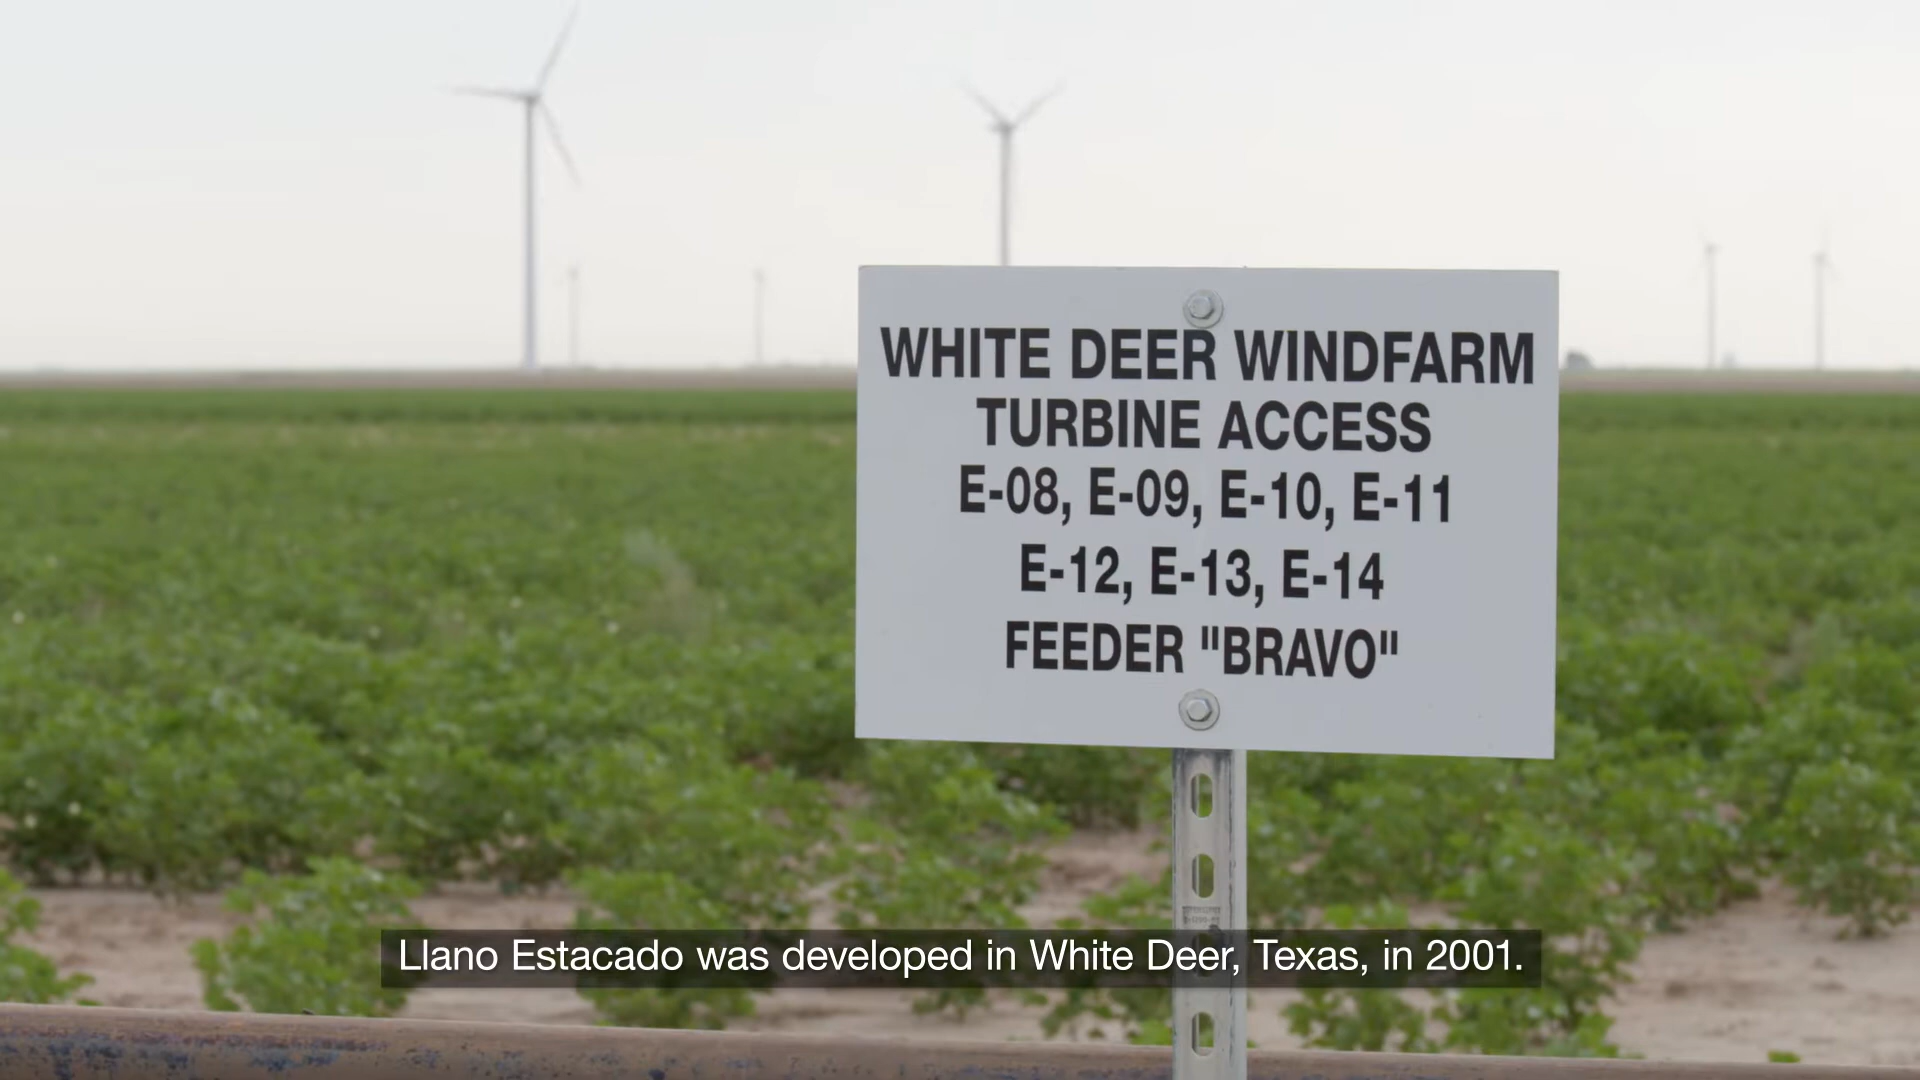 WHITE DEER WINDFARM
TURBINE ACCESS
E-08, E-09, E-10, E-11
E-12, E-13, E-14
FEEDER "BRAVO"
Llano Estacado was developed in White Deer, Texas, in 2001.